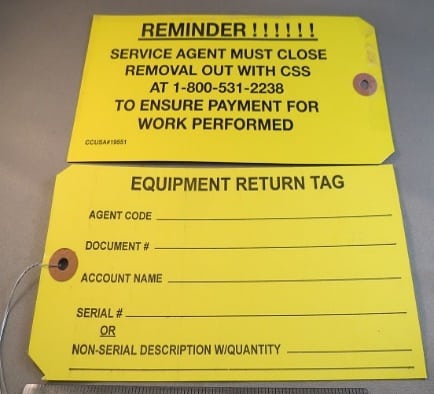 REMINDER ! ! ! ! ! !
SERVICE AGENT MUST CLOSE
REMOVAL OUT WITH CSS
AT 1-800-531-2238
TO ENSURE PAYMENT FOR
WORK PERFORMED
CCUSA#19551
EQUIPMENT RETURN TAG
AGENT CODE
DOCUMENT #
ACCOUNT NAME
SERIAL #
OR
NON-SERIAL DESCRIPTION W/QUANTITY